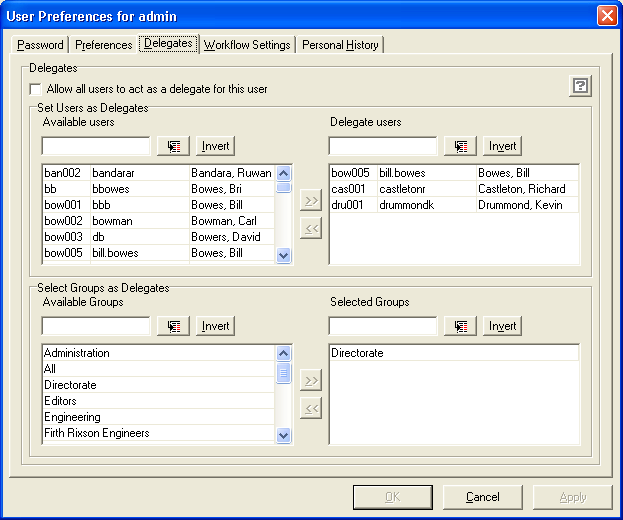 User Preferences for admin
Password Preferences Delegates Workflow Settings Personal History
Delegates
Allow all users to act as a delegate for this user
?
Set Users as Delegates
Available users
Delegate users
Invert
Invert
ban002 bandarar Bandara, Ruwan
bb bbowes Bowes, Bri
bow001 bbb Bowes, Bill
bow002 bowman Bowman, Carl
bow003 db Bowers, David
bow005 bill.bowes Bowes, Bill
>>
<<
bow005 bill.bowes Bowes, Bill
cas001 castletonr Castleton, Richard
dru001 drummondk Drummond, Kevin
Select Groups as Delegates
Available Groups
Selected Groups
Invert
Invert
Administration
All
Directorate
Editors
Engineering
Firth Rixson Engineers
>>
<<
Directorate
OK Cancel Apply